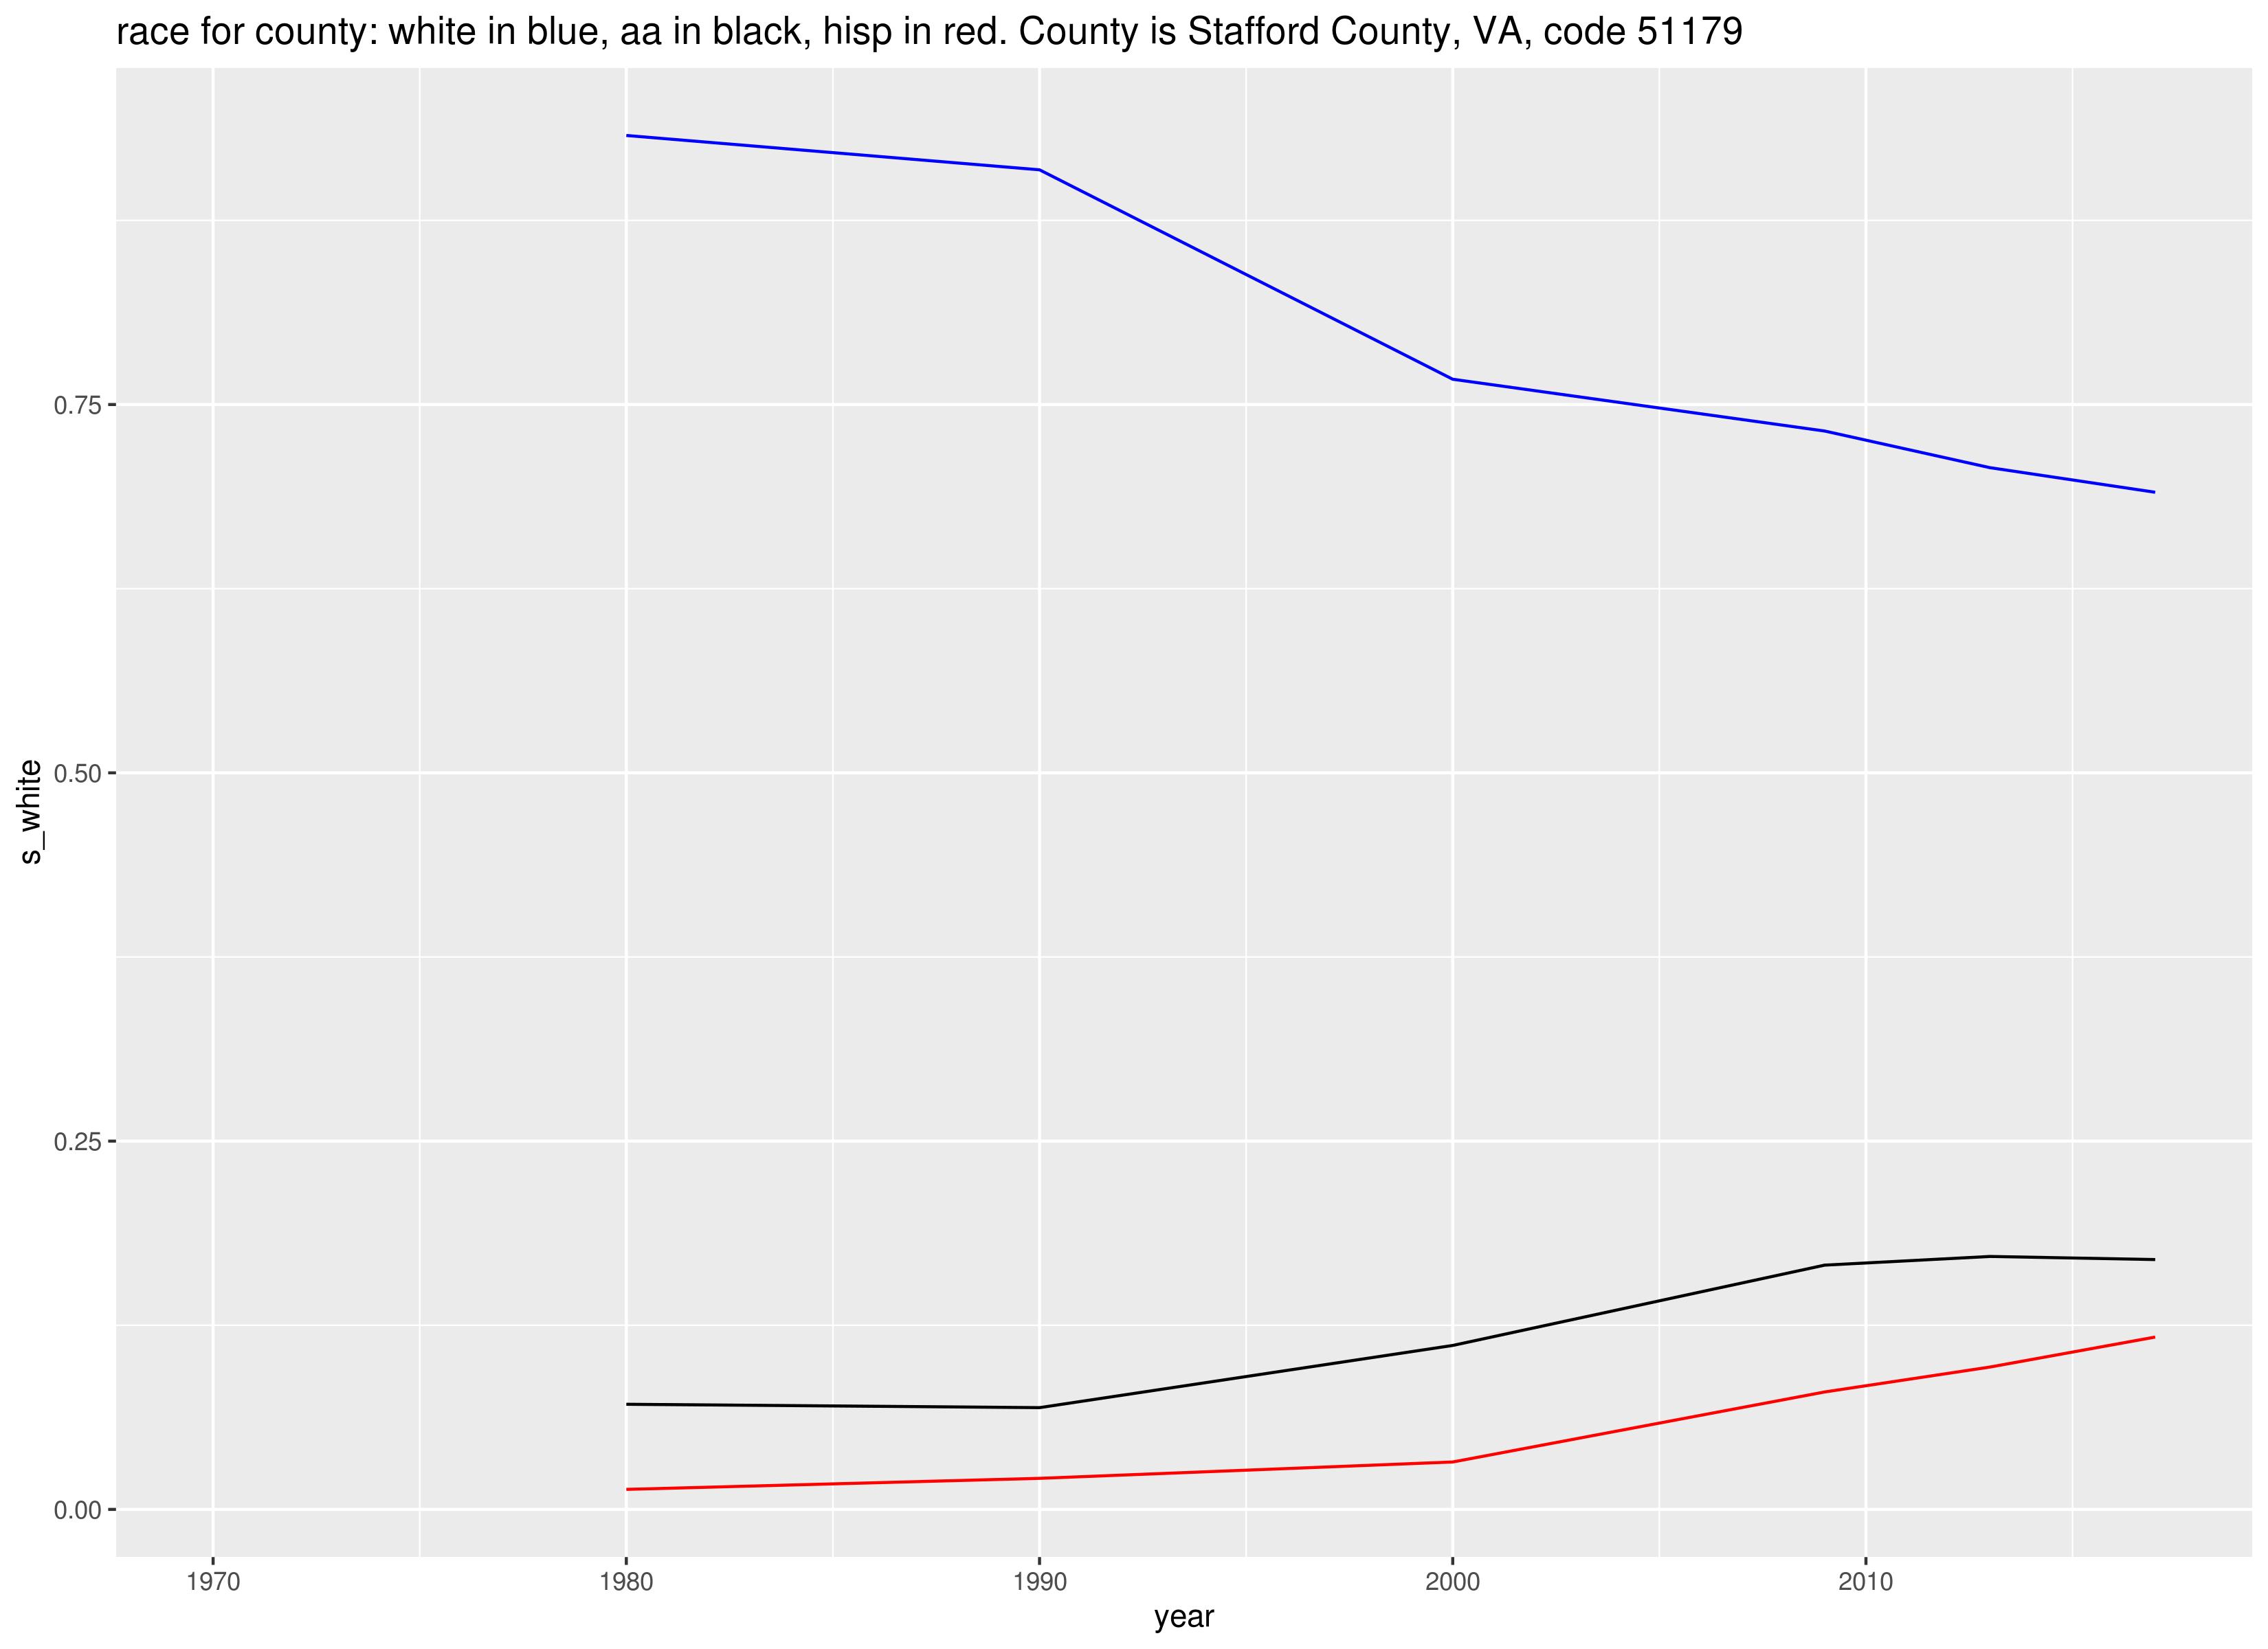 race for county: white in blue, aa in black, hisp in red. County is Stafford County, VA, code 51179
s_white
0.75
0.50
0.25
0.00
1970 1980 1990 2000 2010
year